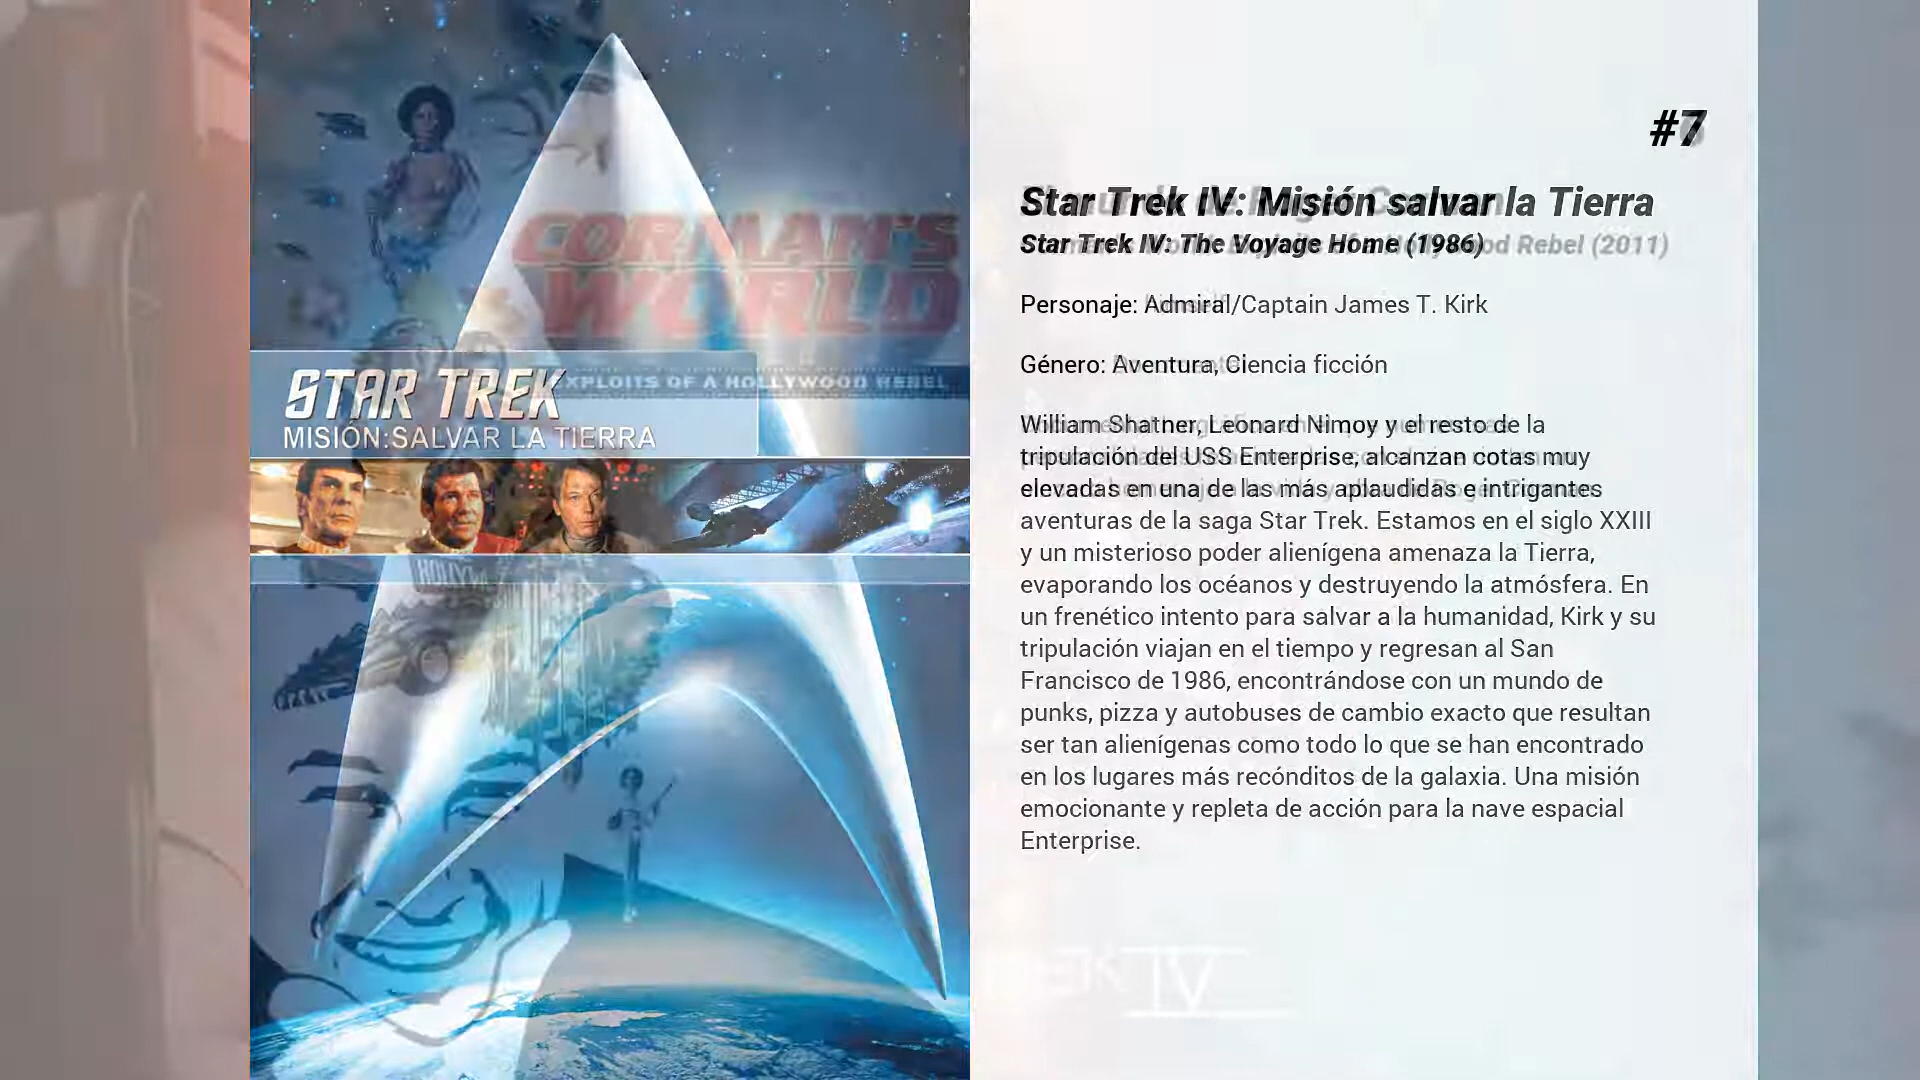 CORMAN'S
WORLD
EXPLOITS OF A HOLLYWOOD REBEL
STAR TREK
MISIÓN:SALVAR LA TIERRA
#7
Star Trek IV: Misión salvar la Tierra
Star Trek IV: The Voyage Home (1986)
Rebel (2011)
Personaje: Admiral/Captain James T. Kirk
Género: Aventura, Ciencia ficción
William Shatner, Leonard Nimoy y el resto de la
tripulación del USS Enterprise, alcanzan cotas muy
elevadas en una de las más aplaudidas e intrigantes
aventuras de la saga Star Trek. Estamos en el siglo XXIII
y un misterioso poder alienígena amenaza la Tierra,
evaporando los océanos y destruyendo la atmósfera. En
un frenético intento para salvar a la humanidad, Kirk y su
tripulación viajan en el tiempo y regresan al San
Francisco de 1986, encontrándose con un mundo de
punks, pizza y autobuses de cambio exacto que resultan
ser tan alienígenas como todo lo que se han encontrado
en los lugares más recónditos de la galaxia. Una misión
emocionante y repleta de acción para la nave espacial
Enterprise.
IV